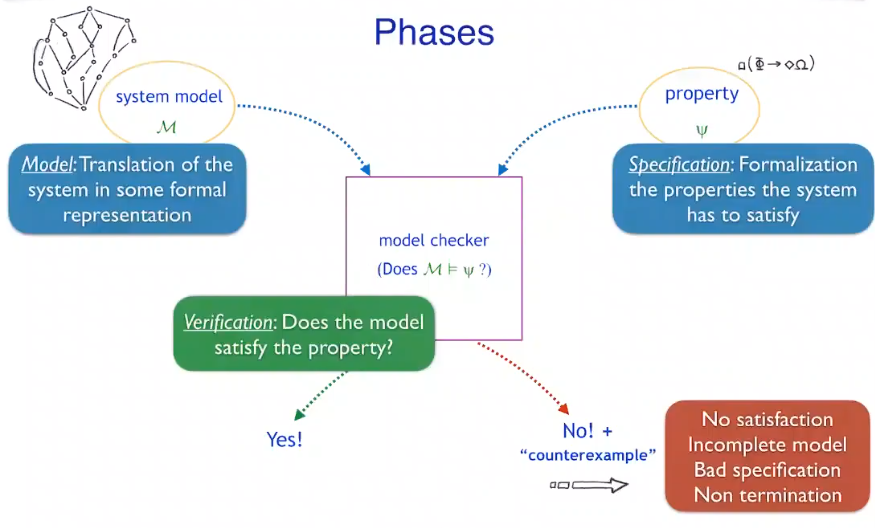 Phases
□(Φ→◇Ω)
system model
ℳ
property
ψ
Model: Translation of the
system in some formal
representation
Specification: Formalization
the properties the system
has to satisfy
model checker
(Does ℳ ⊨ ψ ?)
Verification: Does the model
satisfy the property?
Yes!
No! +
“counterexample”
No satisfaction
Incomplete model
Bad specification
Non termination